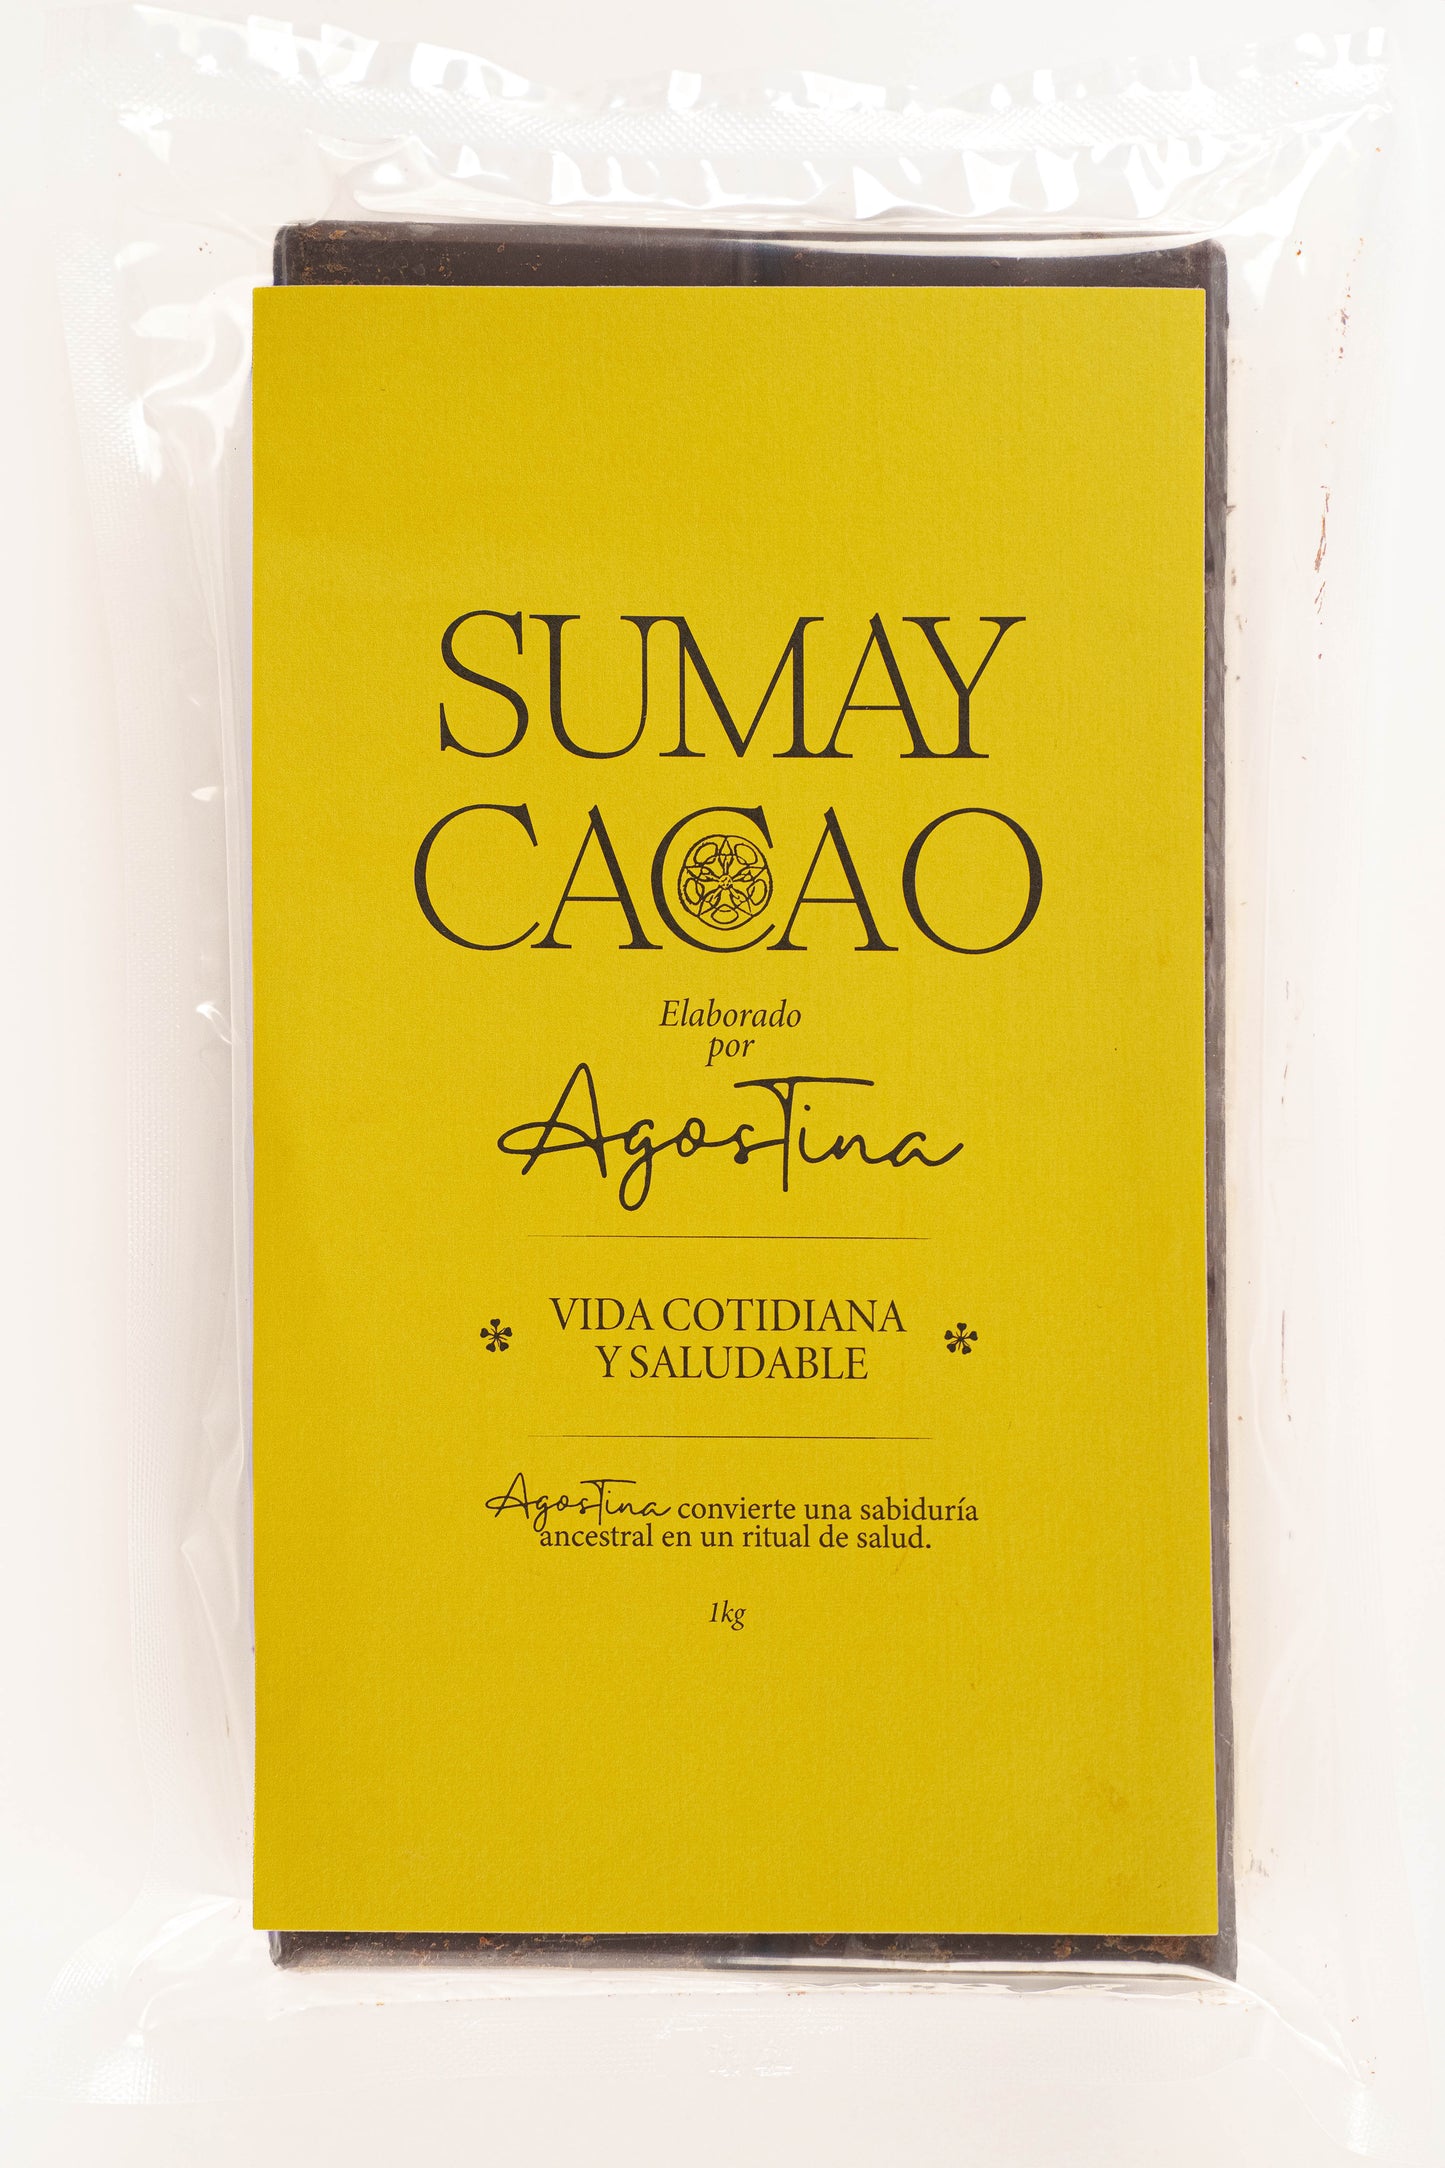 SUMAY
CACAO
Elaborado
por
Agostina
VIDA COTIDIANA
Y SALUDABLE
Agostina convierte una sabiduría
ancestral en un ritual de salud.
1kg